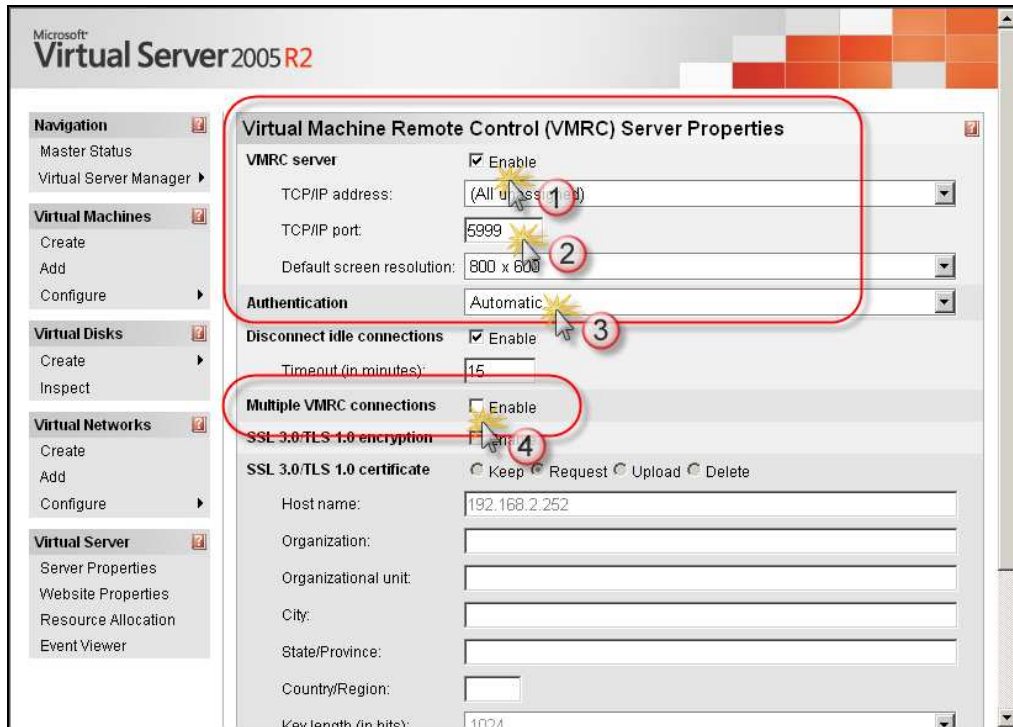 Microsoft
Virtual Server 2005 R2
Navigation
Master Status
Virtual Server Manager
Virtual Machines
Create
Add
Configure
Virtual Disks
Create
Inspect
Virtual Networks
Create
Add
Configure
Virtual Server
Server Properties
Website Properties
Resource Allocation
Event Viewer
Virtual Machine Remote Control (VMRC) Server Properties
VMRC server Enable
1
TCP/IP address: (All unassigned)
TCP/IP port: 5999
2
Default screen resolution: 800 x 600
Authentication Automatic
3
Disconnect idle connections Enable
Timeout (in minutes): 15
Multiple VMRC connections Enable
4
SSL 3.0/TLS 1.0 encryption Enable
SSL 3.0/TLS 1.0 certificate Keep Request Upload Delete
Host name: 192.168.2.252
Organization:
Organizational unit:
City:
State/Province:
Country/Region:
Key length (in bits): 1024